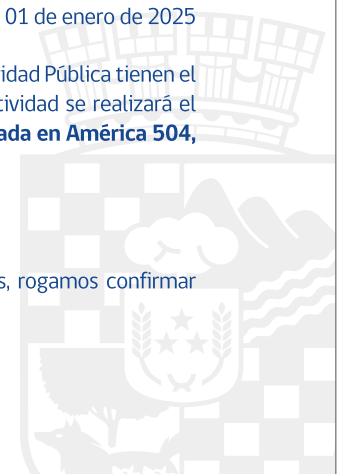 01 de enero de 2025
idad Pública tienen el
tividad se realizará el
ada en América 504,
s, rogamos confirmar